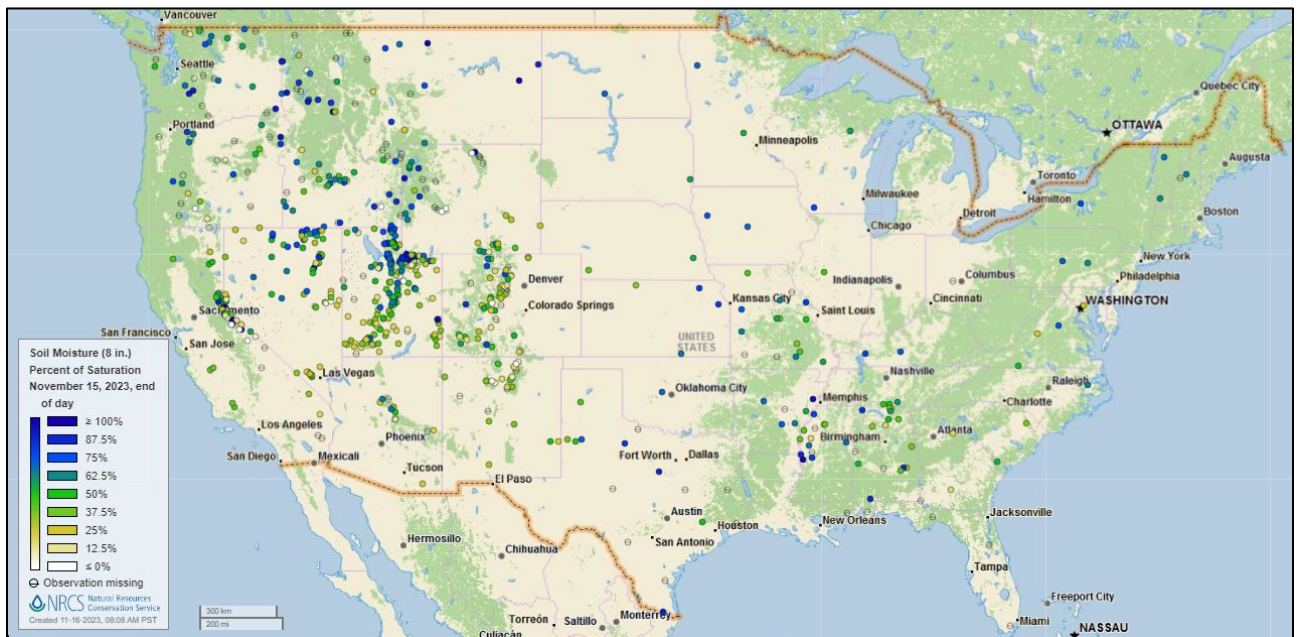 Vancouver
Seattle
Portland
Sacramento
San Francisco
San Jose
Las Vegas
Los Angeles
San Diego
Mexicali
Phoenix
Tucson
El Paso
Hermosillo
Chihuahua
Torreón
Saltillo
Monterrey
Culiacán
Denver
Colorado Springs
UNITED
STATES
Oklahoma City
Fort Worth
Dallas
Austin
San Antonio
Houston
New Orleans
Kansas City
Saint Louis
Minneapolis
Milwaukee
Chicago
Indianapolis
Cincinnati
Columbus
Detroit
Toronto
Hamilton
OTTAWA
Quebec City
Augusta
Boston
New York
Philadelphia
WASHINGTON
Nashville
Memphis
Birmingham
Atlanta
Charlotte
Raleigh
Jacksonville
Tampa
Miami
Freeport City
NASSAU
Soil Moisture (8 in.)
Percent of Saturation
November 15, 2023, end
of day
≥ 100%
87.5%
75%
62.5%
50%
37.5%
25%
12.5%
≤ 0%
Observation missing
NRCS Natural Resources
Conservation Service
Created 11-16-2023, 08:08 AM PST
300 km
200 mi